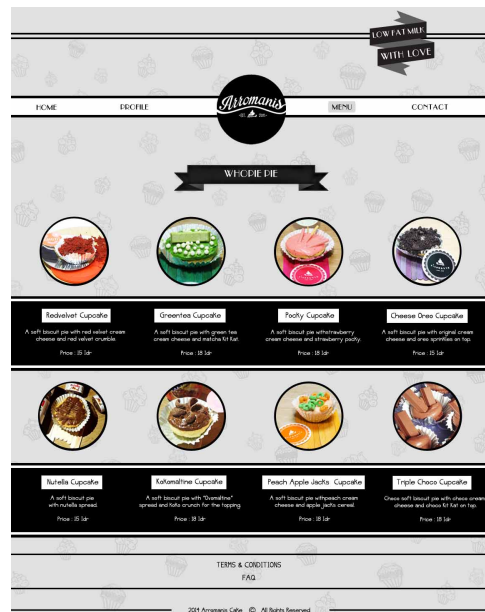 LOW FAT MILK
WITH LOVE
HOME
PROFILE
Arromanis
MENU
CONTACT
WHOPIE PIE
Redvelvet Cupcake
A soft biscuit pie with red velvet cream
cheese and red velvet crumble.
Price : 15 Idr
Greentea Cupcake
A soft biscuit pie with green tea
cream cheese and matcha Kit Kat.
Price : 18 Idr
Pocky Cupcake
A soft biscuit pie withstrawberry
cream cheese and strawberry pocky.
Price : 18 Idr
Cheese Oreo Cupcake
A soft biscuit pie with original cream
cheese and oreo sprinkles on top.
Price : 15 Idr
Nutella Cupcake
A soft biscuit pie
with nutella spread.
Price : 15 Idr
Kokomaltine Cupcake
A soft biscuit pie with "Ovomaltine"
spread and Koko crunch for the topping.
Price : 18 Idr
Peach Apple Jacks Cupcake
A soft biscuit pie withpeach cream
cheese and apple jacks cereal.
Price : 18 Idr
Triple Choco Cupcake
Choco soft biscuit pie with choco cream
cheese and choco Kit Kat on top.
Price : 18 Idr
TERMS & CONDITIONS
FAQ
2014 Arromanis Cake © All Rights Reserved